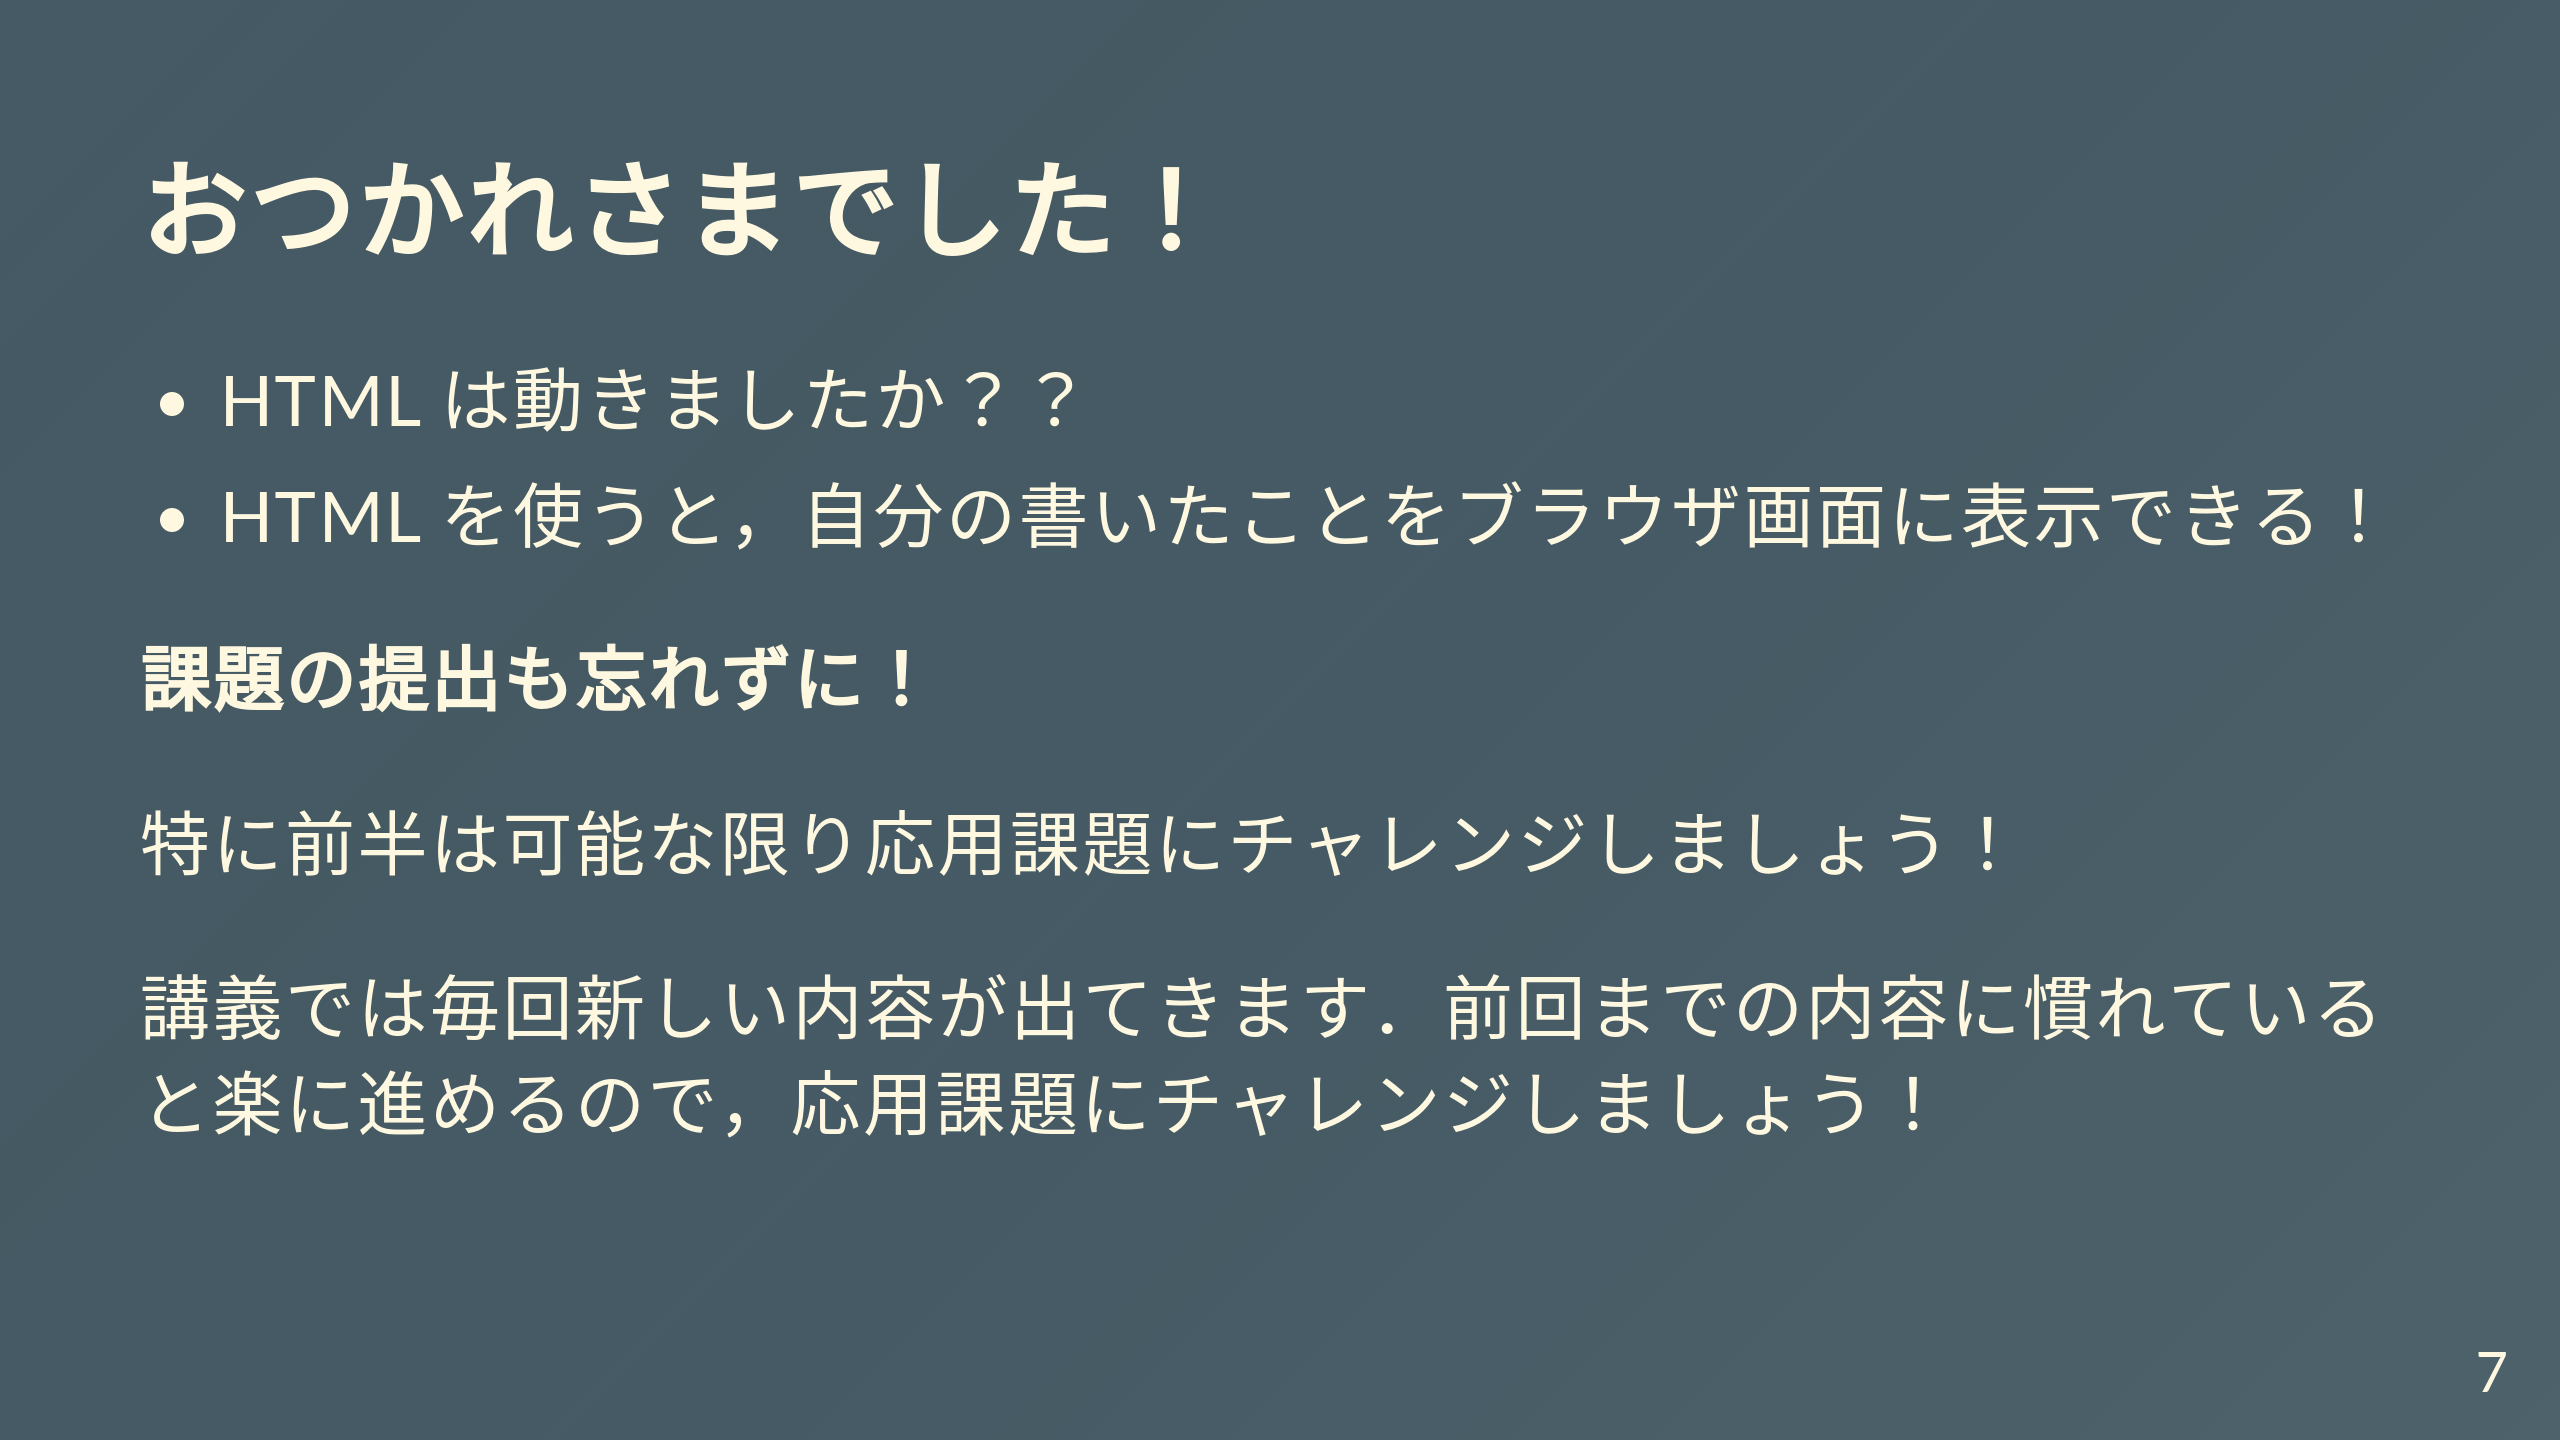 おつかれさまでした！
• HTML は動きましたか？？
• HTML を使うと，自分の書いたことをブラウザ画面に表示できる！
課題の提出も忘れずに！
特に前半は可能な限り応用課題にチャレンジしましょう！
講義では毎回新しい内容が出てきます．前回までの内容に慣れている
と楽に進めるので，応用課題にチャレンジしましょう！
7